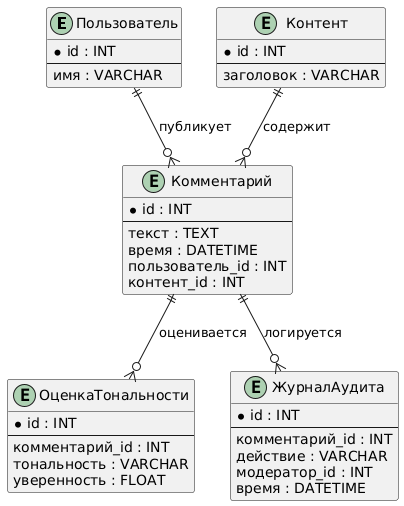 E Пользователь
* id : INT
имя : VARCHAR
E Контент
* id : INT
заголовок : VARCHAR
публикует
содержит
E Комментарий
* id : INT
текст : TEXT
время : DATETIME
пользователь_id : INT
контент_id : INT
оценивается
логируется
E ОценкаТональности
* id : INT
комментарий_id : INT
тональность : VARCHAR
уверенность : FLOAT
E ЖурналАудита
* id : INT
комментарий_id : INT
действие : VARCHAR
модератор_id : INT
время : DATETIME